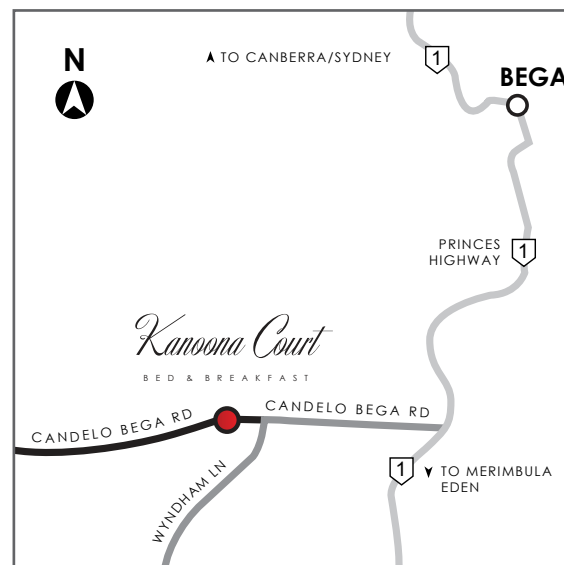 N
TO CANBERRA/SYDNEY
1
BEGA
PRINCES
HIGHWAY
1
Kanoona Court
BED & BREAKFAST
CANDELO BEGA RD
CANDELO BEGA RD
WYNDHAM LN
1
TO MERIMBULA
EDEN